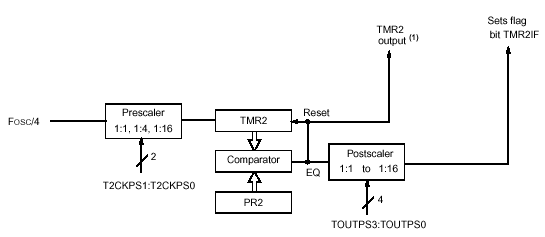 Sets flag
bit TMR2IF
TMR2
output (1)
Reset
Prescaler
1:1, 1:4, 1:16
TMR2
FOSC/4
2
Comparator
EQ
Postscaler
1:1 to 1:16
T2CKPS1:T2CKPS0
PR2
4
TOUTPS3:TOUTPS0